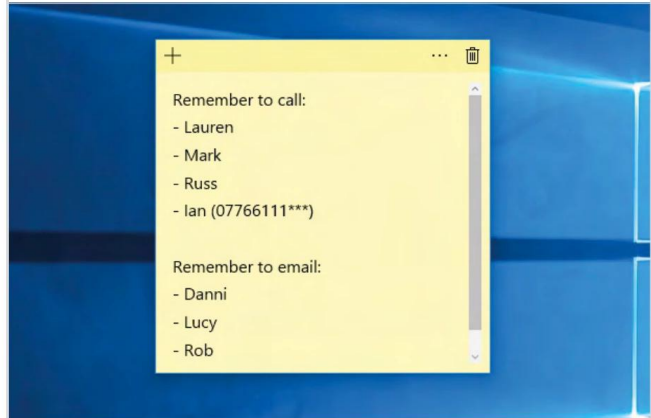 Remember to call:
- Lauren
- Mark
- Russ
- Ian (07766111***)
Remember to email:
- Danni
- Lucy
- Rob